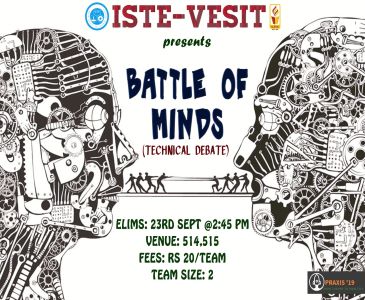 ISTE-VESIT
presents
BATTLE OF
MINDS
(TECHNICAL DEBATE)
ELIMS: 23RD SEPT @2:45 PM
VENUE: 514,515
FEES: RS 20/TEAM
TEAM SIZE: 2
PRAXIS '19